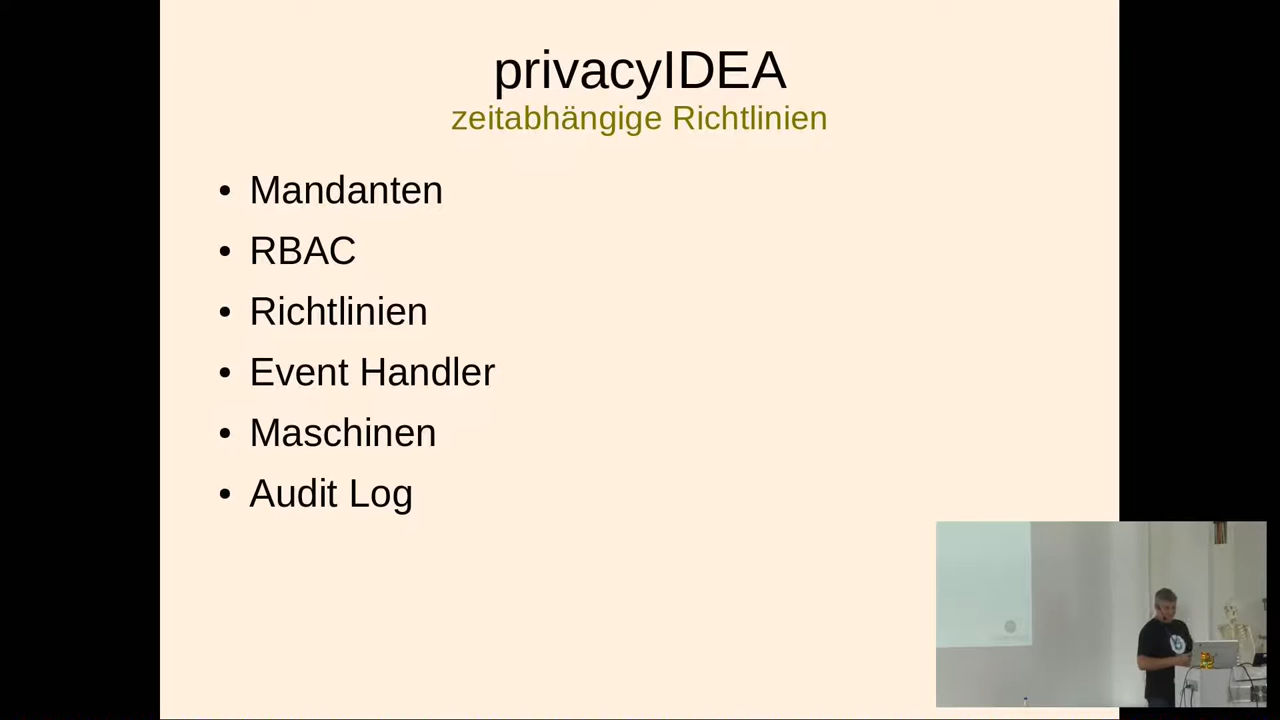 privacyIDEA
zeitabhängige Richtlinien
• Mandanten
• RBAC
• Richtlinien
• Event Handler
• Maschinen
• Audit Log